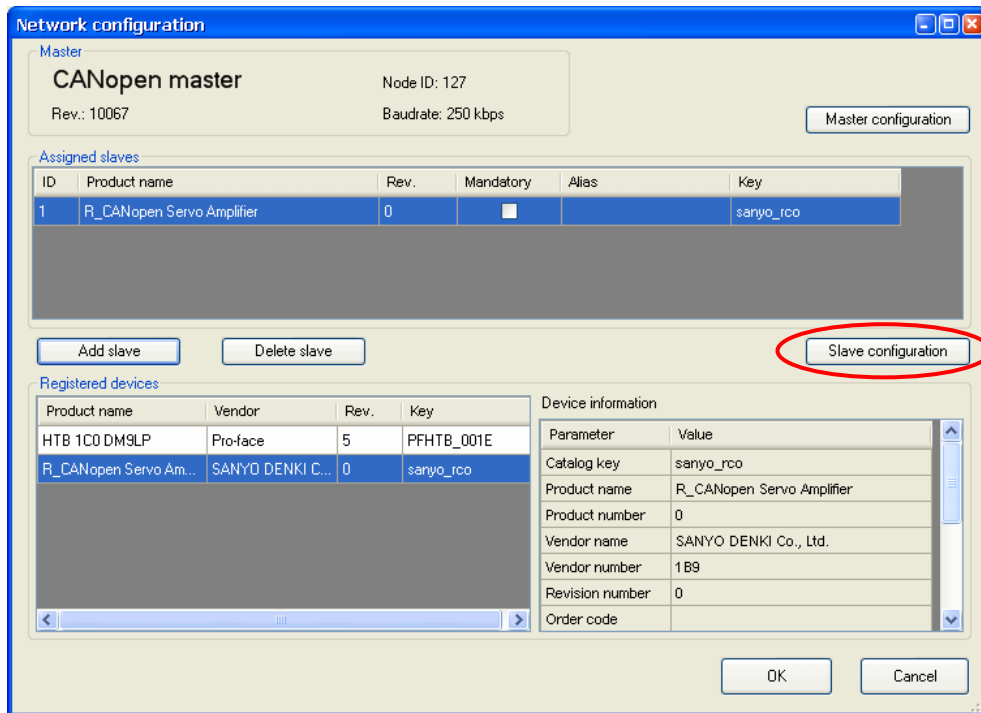 Network configuration
Master
CANopen master
Node ID: 127
Rev.: 10067
Baudrate: 250 kbps
Master configuration
Assigned slaves
ID Product name Rev. Mandatory Alias Key
1 R_CANopen Servo Amplifier 0 sanyo_rco
Add slave Delete slave Slave configuration
Registered devices
Product name Vendor Rev. Key
HTB 1C0 DM9LP Pro-face 5 PFHTB_001E
R_CANopen Servo Am... SANYO DENKI C... 0 sanyo_rco
Device information
Parameter Value
Catalog key sanyo_rco
Product name R_CANopen Servo Amplifier
Product number 0
Vendor name SANYO DENKI Co., Ltd.
Vendor number 1B9
Revision number 0
Order code
OK Cancel